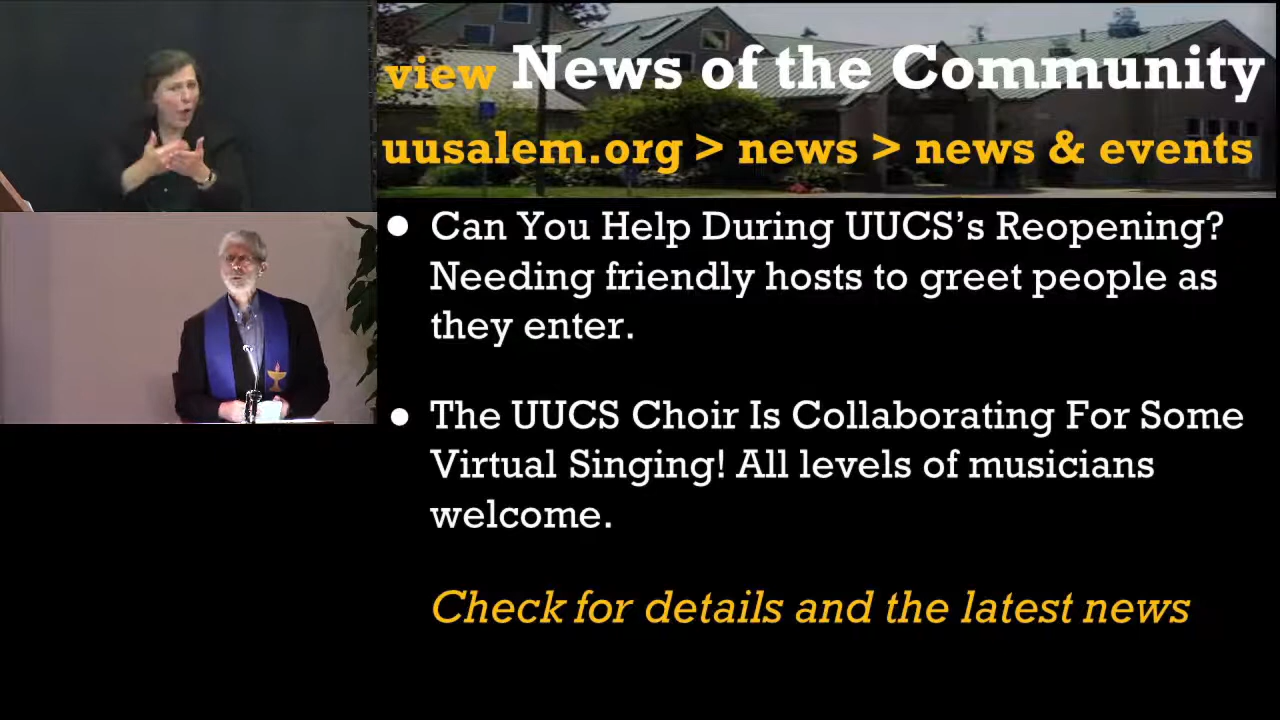 view News of the Community
uusalem.org > news > news & events
● Can You Help During UUCS’s Reopening?
Needing friendly hosts to greet people as
they enter.
● The UUCS Choir Is Collaborating For Some
Virtual Singing! All levels of musicians
welcome.
Check for details and the latest news